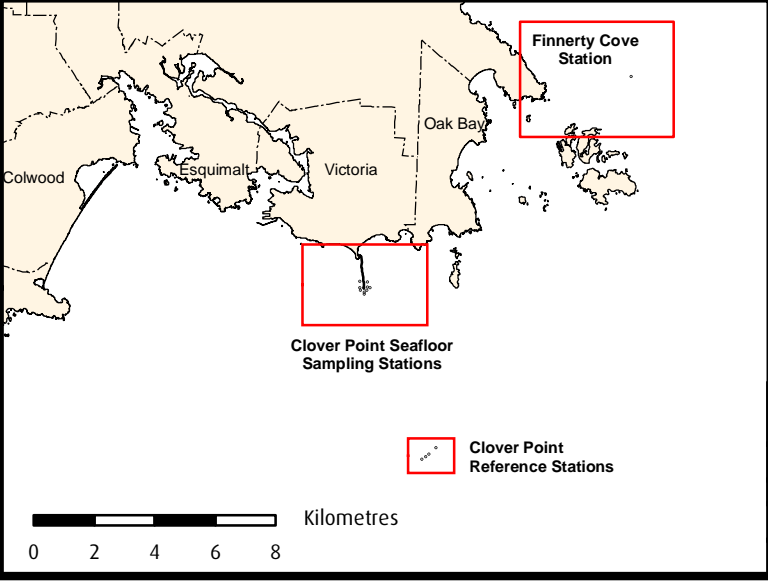 Finnerty Cove
Station
Oak Bay
Colwood
Esquimalt
Victoria
Clover Point Seafloor
Sampling Stations
Clover Point
Reference Stations
Kilometres
0 2 4 6 8